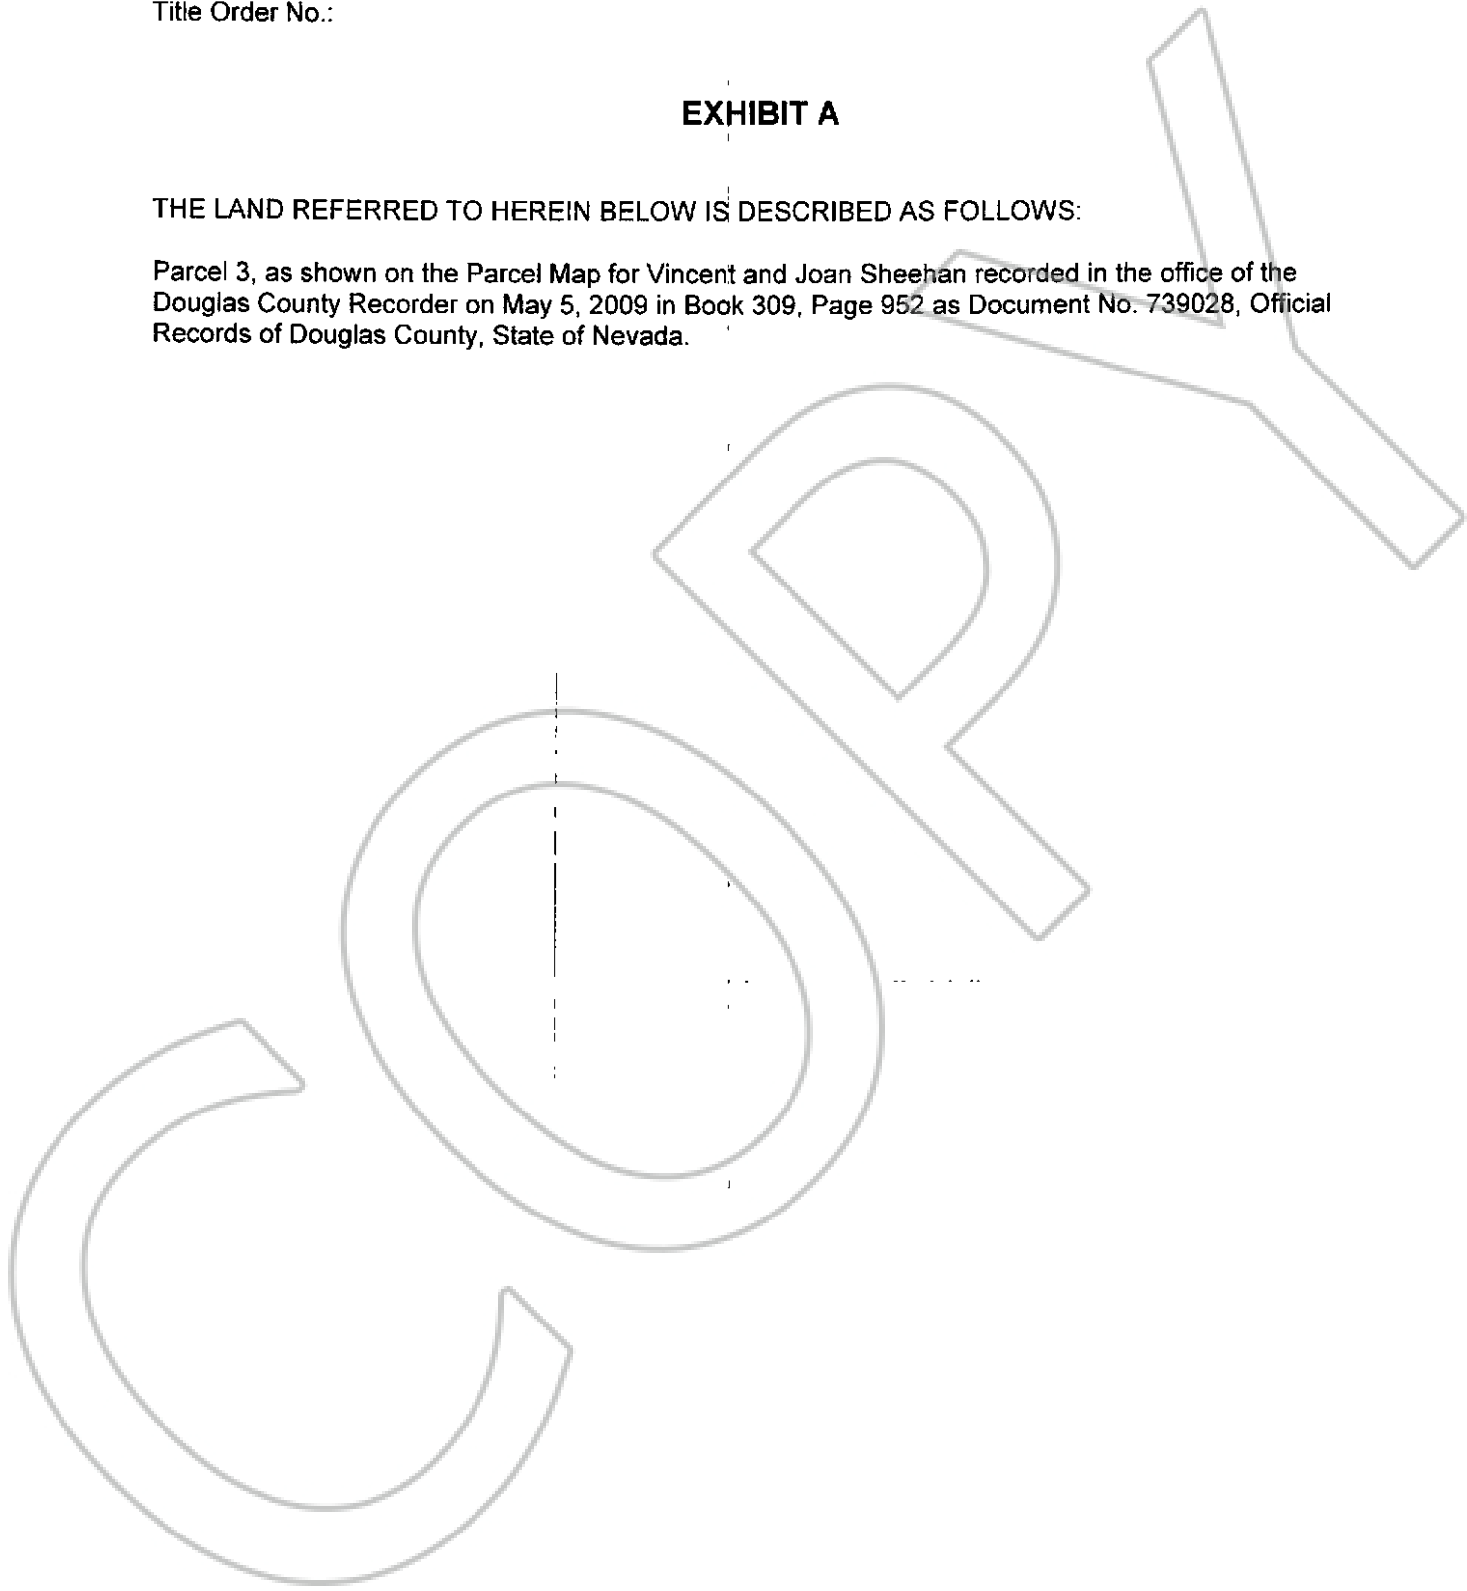 Title Order No.:
EXHIBIT A
THE LAND REFERRED TO HEREIN BELOW IS DESCRIBED AS FOLLOWS:
Parcel 3, as shown on the Parcel Map for Vincent and Joan Sheehan recorded in the office of the
Douglas County Recorder on May 5, 2009 in Book 309, Page 952 as Document No. 739028, Official
Records of Douglas County, State of Nevada.
COPY